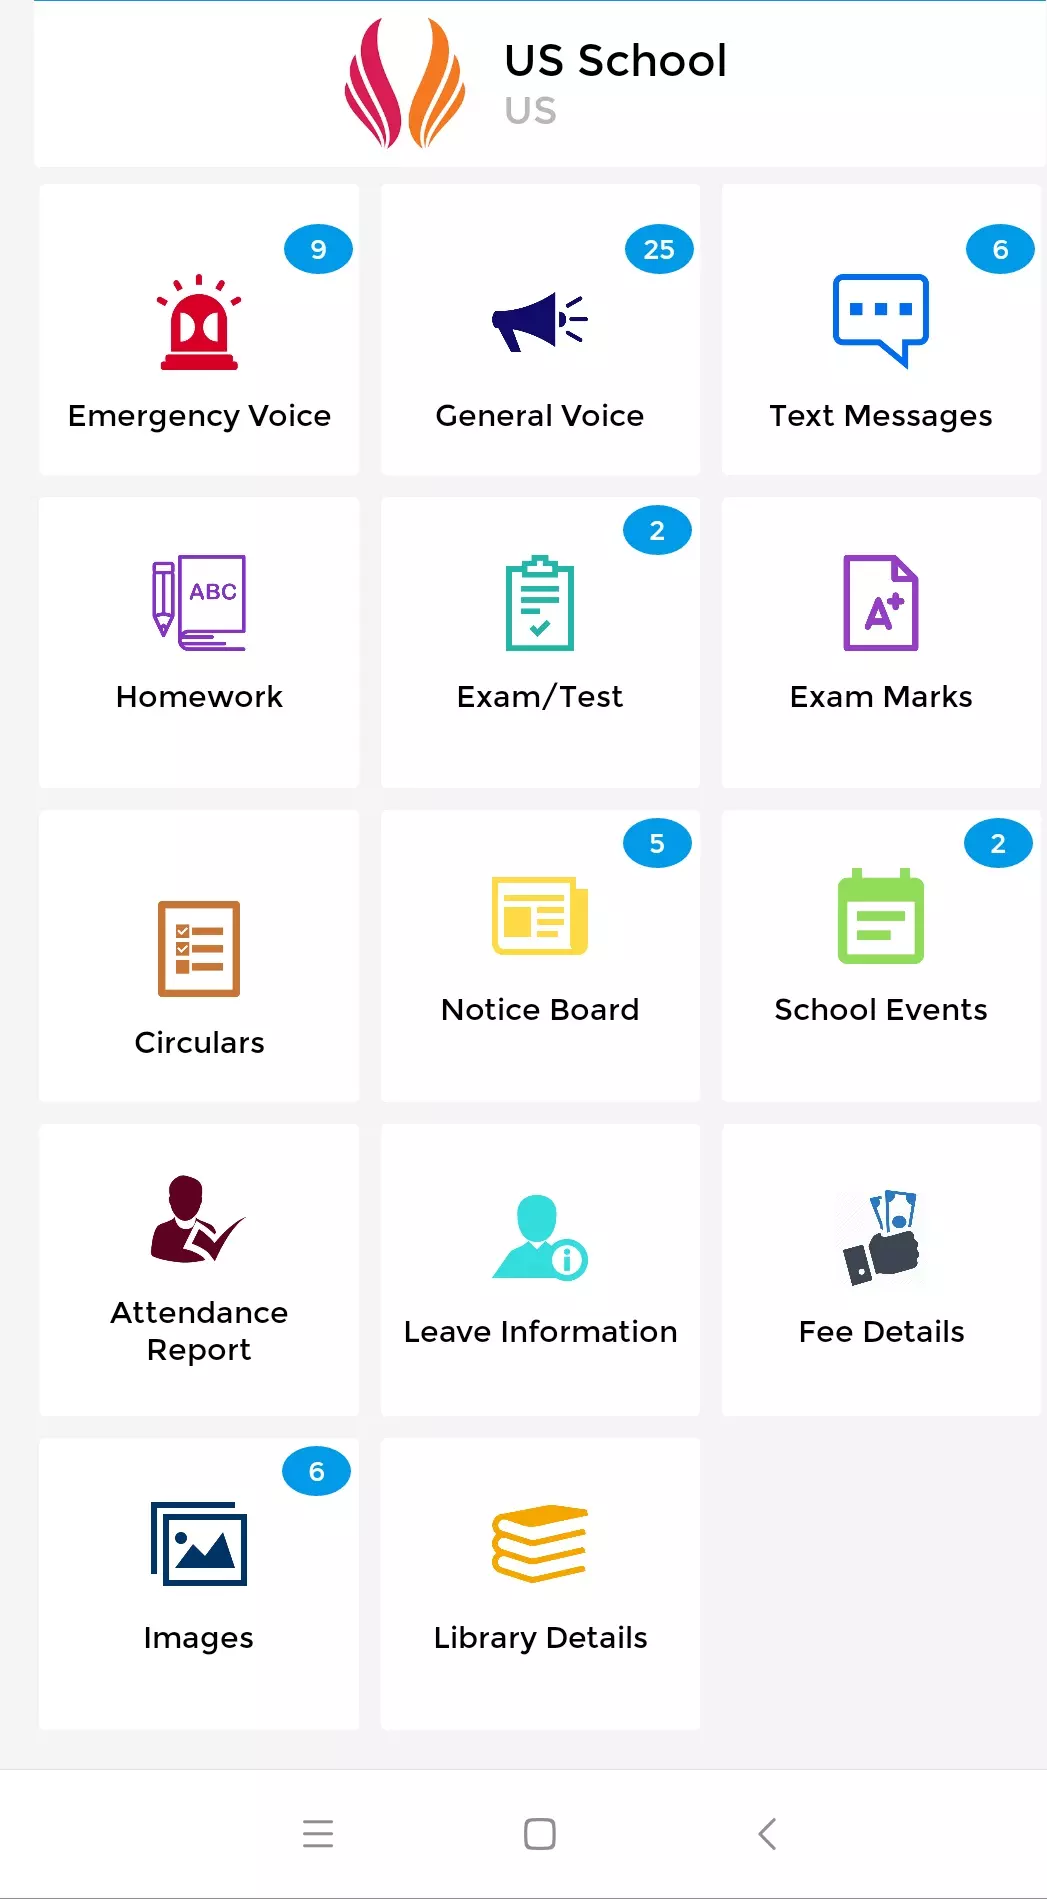 US School
US
9
25
6
Emergency Voice
General Voice
Text Messages
ABC
2
A+
Homework
Exam/Test
Exam Marks
5
2
Circulars
Notice Board
School Events
i
Attendance
Report
Leave Information
Fee Details
6
Images
Library Details